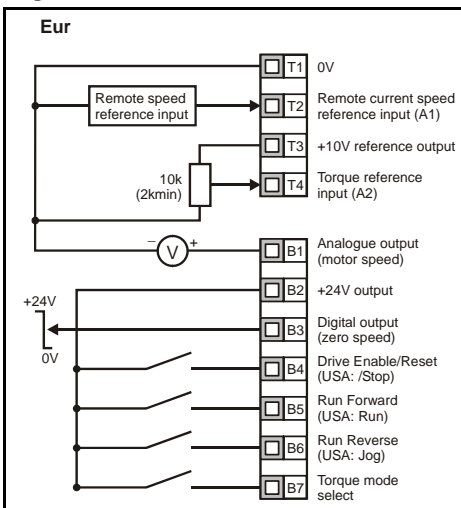 Eur
T1 0V
Remote speed
reference input
T2 Remote current speed
reference input (A1)
T3 +10V reference output
10k
(2kmin)
T4 Torque reference
input (A2)
− V +
B1 Analogue output
(motor speed)
B2 +24V output
+24V
0V
B3 Digital output
(zero speed)
B4 Drive Enable/Reset
(USA: /Stop)
B5 Run Forward
(USA: Run)
B6 Run Reverse
(USA: Jog)
B7 Torque mode
select